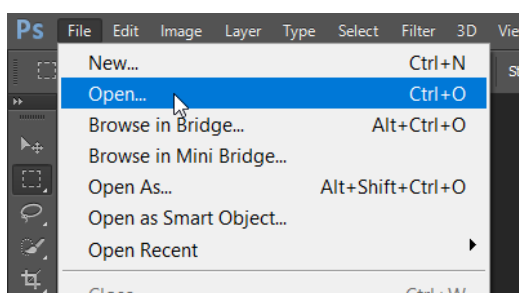 Ps File Edit Image Layer Type Select Filter 3D
New... Ctrl+N
Open... Ctrl+O
Browse in Bridge... Alt+Ctrl+O
Browse in Mini Bridge...
Open As... Alt+Shift+Ctrl+O
Open as Smart Object...
Open Recent